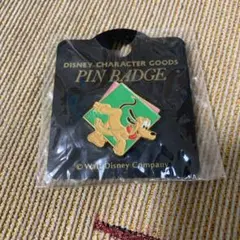 DISNEY CHARACTER GOODS
PIN BADGE
© Walt Disney Company